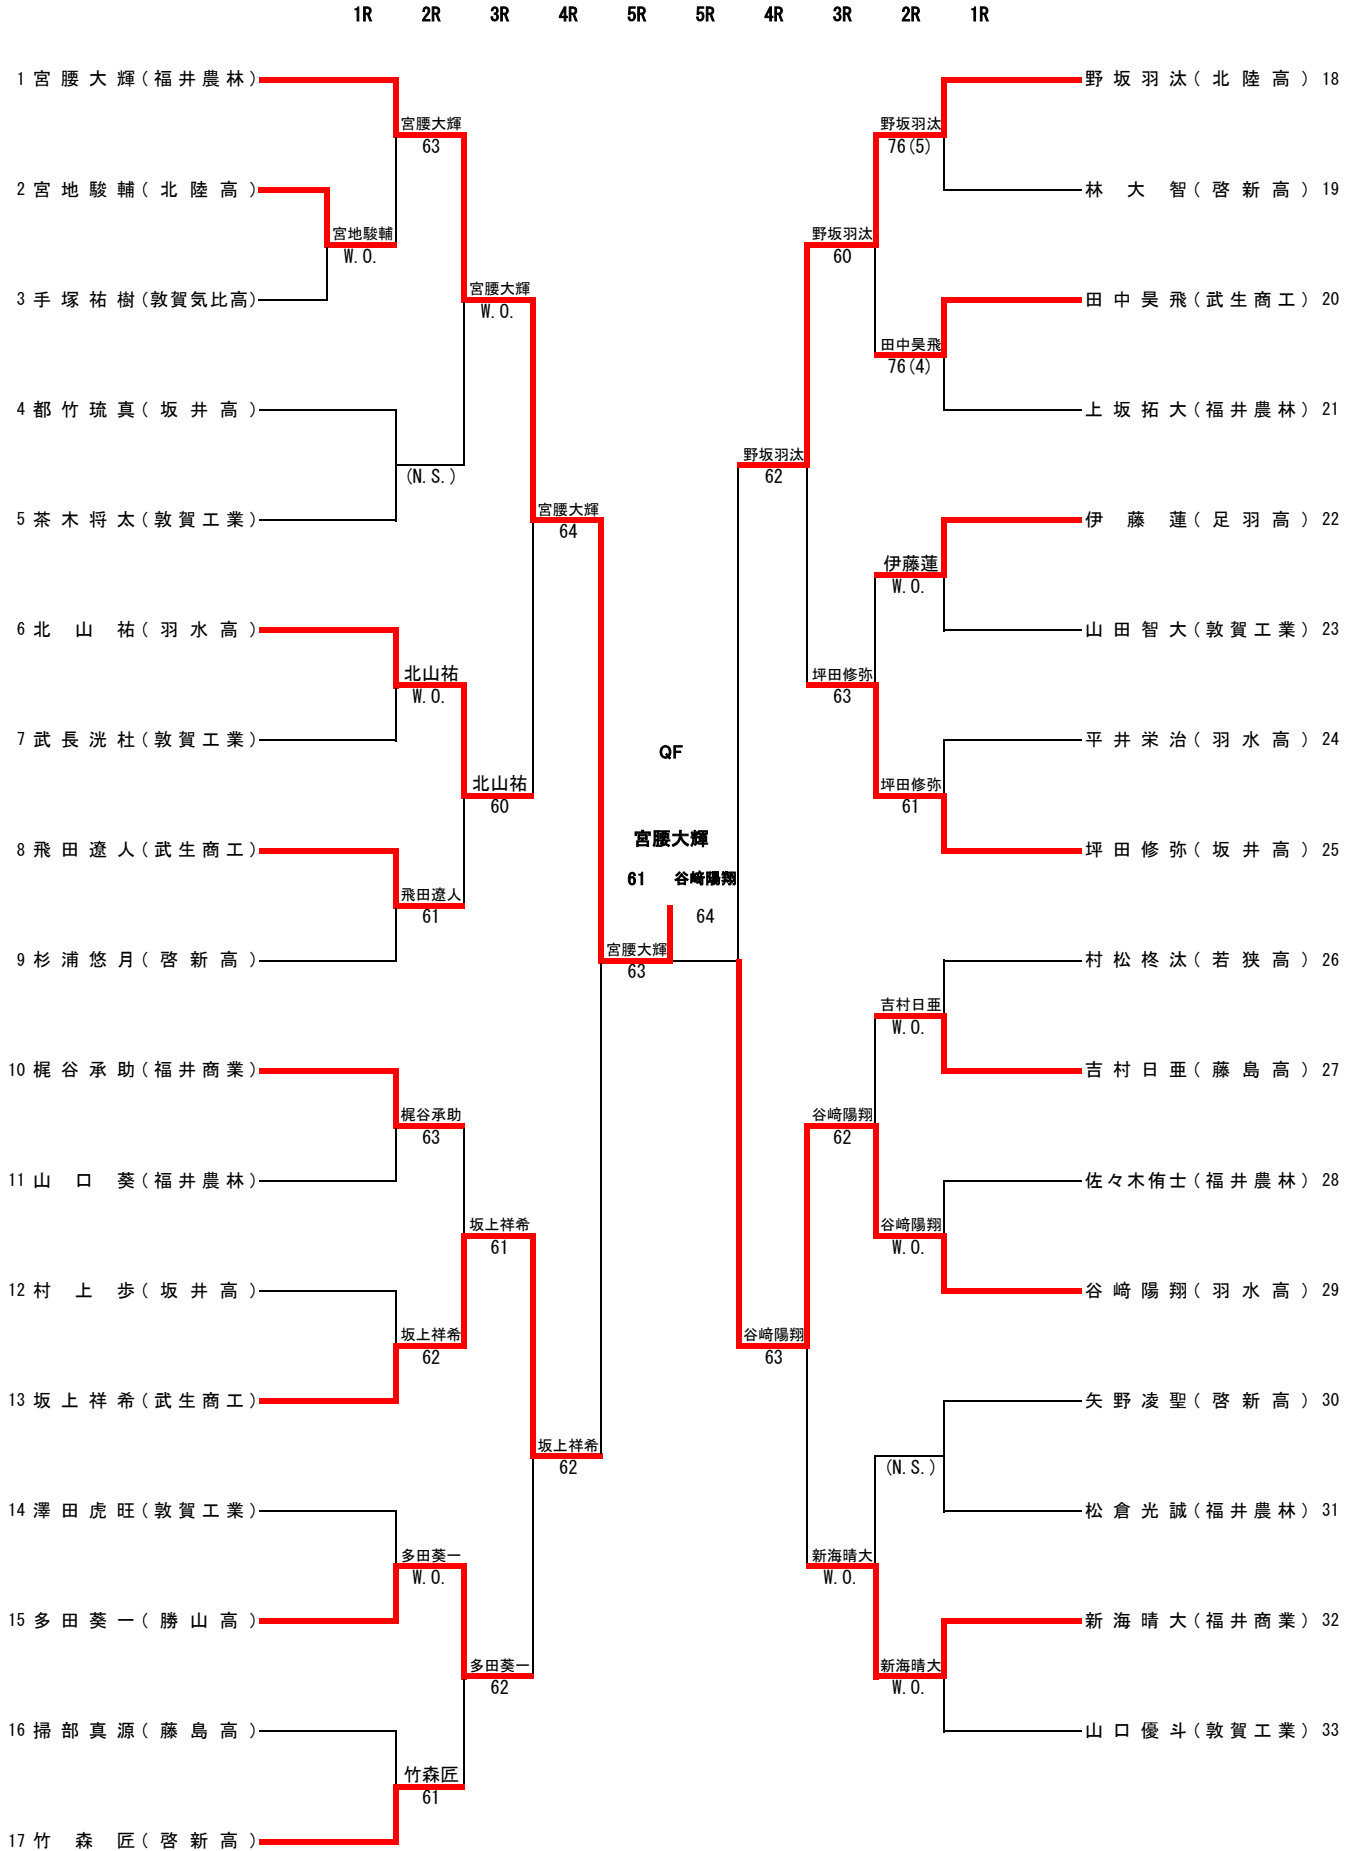 1R 2R 3R 4R 5R 5R 4R 3R 2R 1R
1 宮腰大輝(福井農林)
2 宮地駿輔(北陸高)
3 手塚祐樹(敦賀気比高)
4 都竹琉真(坂井高)
5 茶木将太(敦賀工業)
6 北山祐(羽水高)
7 武長洸杜(敦賀工業)
8 飛田遼人(武生商工)
9 杉浦悠月(啓新高)
10 梶谷承助(福井商業)
11 山口葵(福井農林)
12 村上歩(坂井高)
13 坂上祥希(武生商工)
14 澤田虎旺(敦賀工業)
15 多田葵一(勝山高)
16 掃部真源(藤島高)
17 竹森匠(啓新高)
宮地駿輔
W.O.
宮腰大輝
63
(N.S.)
北山祐
W.O.
飛田遼人
61
梶谷承助
63
坂上祥希
62
多田葵一
W.O.
竹森匠
61
宮腰大輝
W.O.
北山祐
60
坂上祥希
61
多田葵一
62
宮腰大輝
64
坂上祥希
62
宮腰大輝
63
QF
宮腰大輝
61
谷﨑陽翔
64
野坂羽汰
62
谷﨑陽翔
63
野坂羽汰
60
坪田修弥
63
谷﨑陽翔
62
新海晴大
W.O.
野坂羽汰
76(5)
田中昊飛
76(4)
伊藤蓮
W.O.
坪田修弥
61
吉村日亜
W.O.
谷﨑陽翔
W.O.
(N.S.)
新海晴大
W.O.
野坂羽汰(北陸高) 18
林大智(啓新高) 19
田中昊飛(武生商工) 20
上坂拓大(福井農林) 21
伊藤蓮(足羽高) 22
山田智大(敦賀工業) 23
平井栄治(羽水高) 24
坪田修弥(坂井高) 25
村松柊汰(若狭高) 26
吉村日亜(藤島高) 27
佐々木侑士(福井農林) 28
谷﨑陽翔(羽水高) 29
矢野凌聖(啓新高) 30
松倉光誠(福井農林) 31
新海晴大(福井商業) 32
山口優斗(敦賀工業) 33